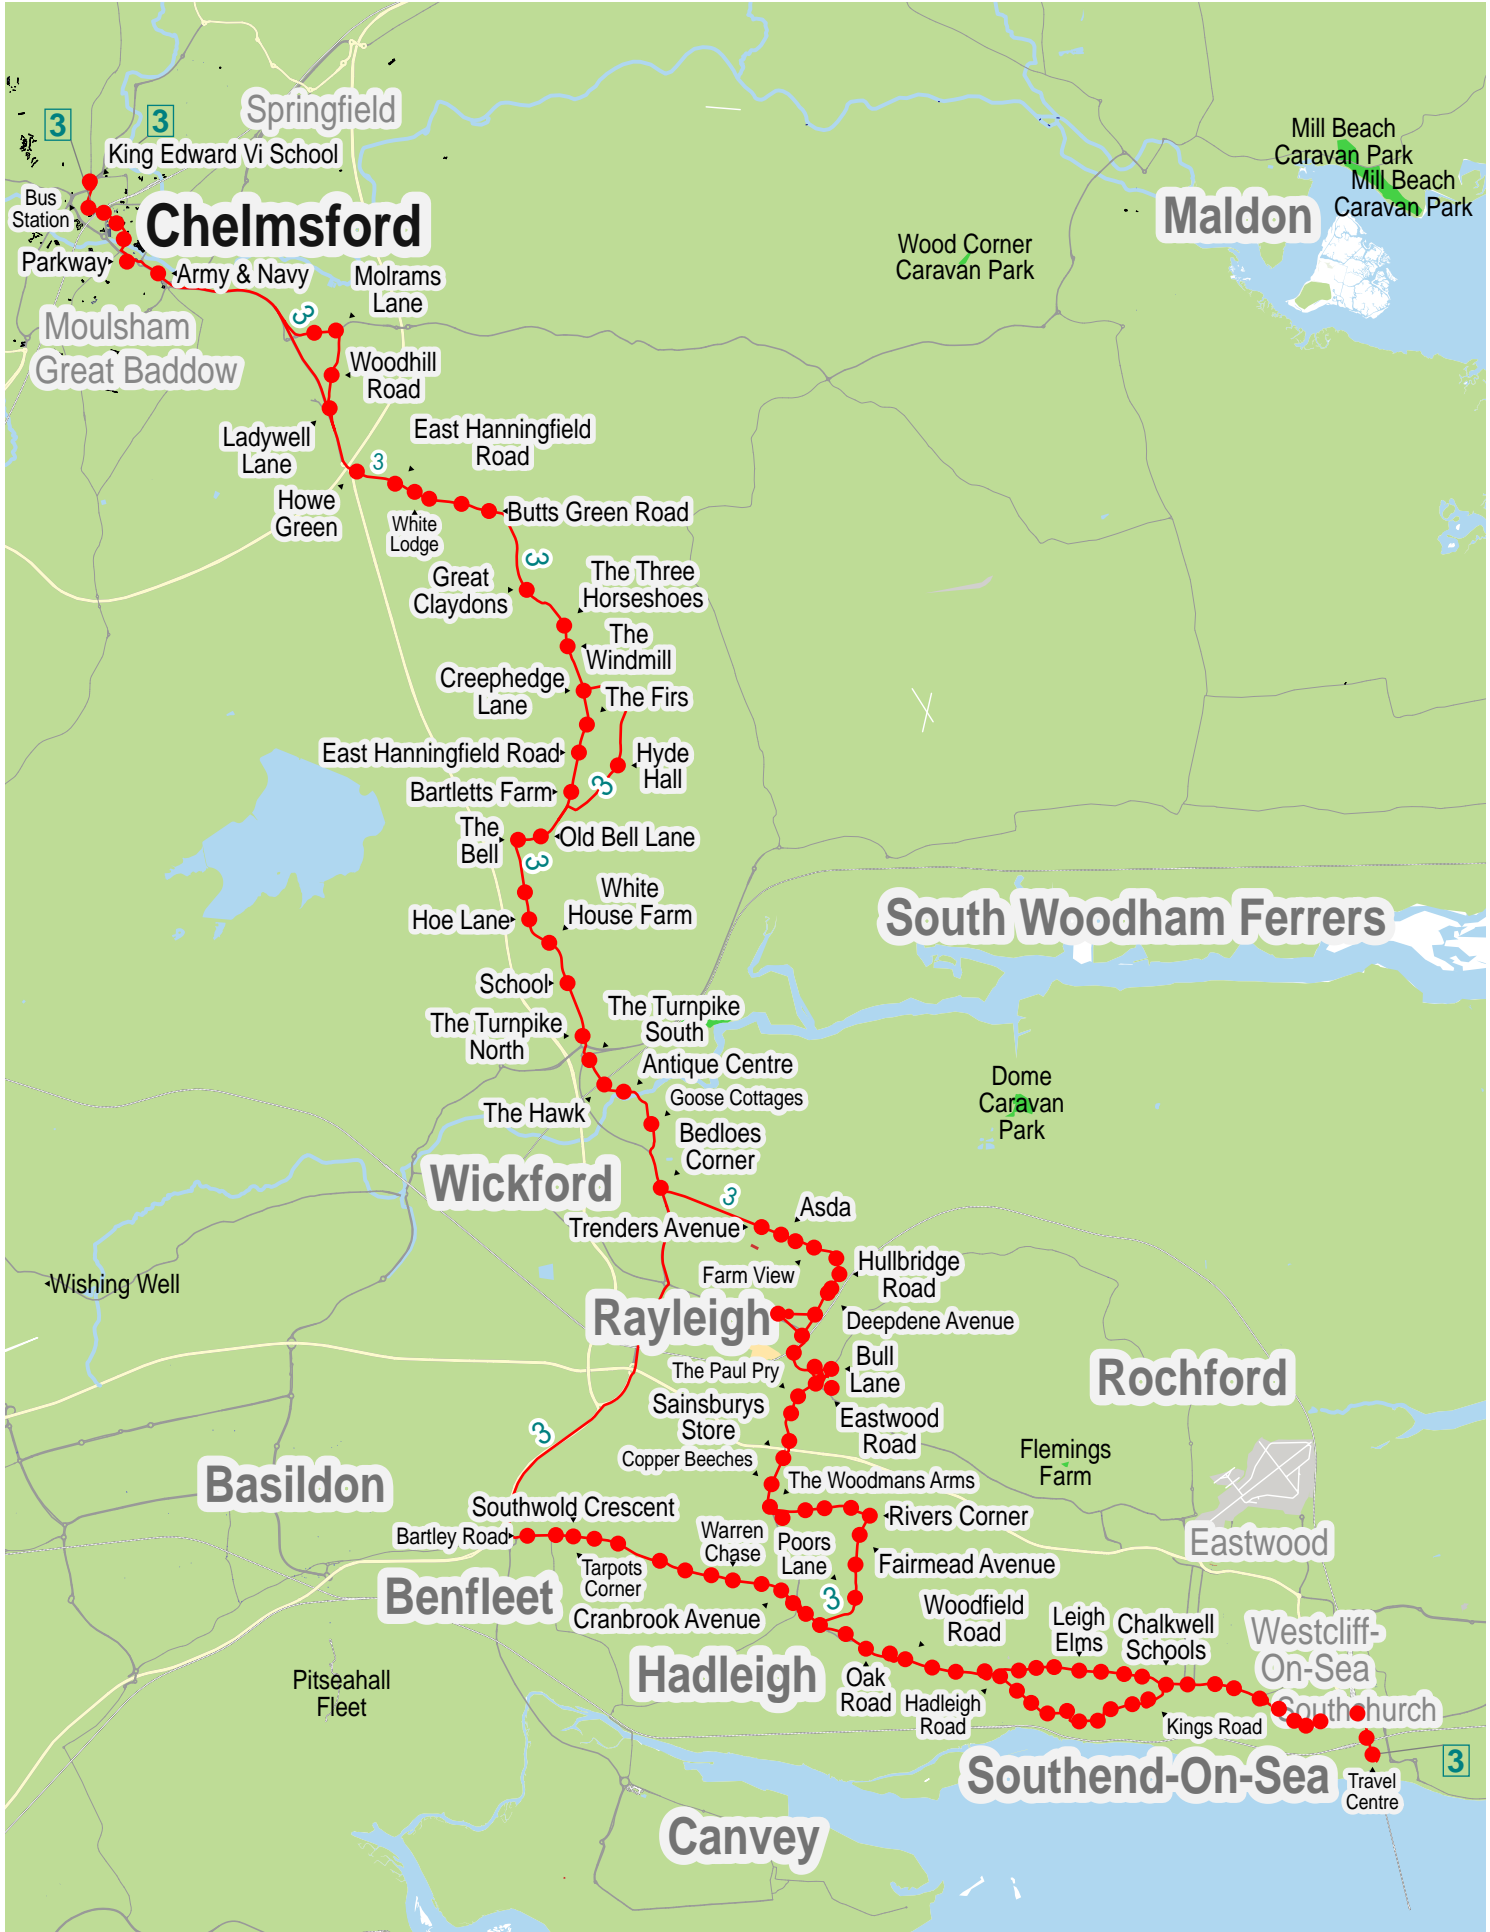 Springfield
3
3
King Edward Vi School
Bus
Station
Chelmsford
Parkway
Army & Navy
Molrams
Lane
Mill Beach
Caravan Park
Mill Beach
Caravan Park
Maldon
Wood Corner
Caravan Park
Moulsham
Great Baddow
3
Woodhill
Road
Ladywell
Lane
East Hanningfield
Road
3
Howe
Green
White
Lodge
Butts Green Road
3
Great
Claydons
The Three
Horseshoes
The
Windmill
Creephedge
Lane
The Firs
East Hanningfield Road
Hyde
Hall
Bartletts Farm
3
The
Bell
Old Bell Lane
3
White
House Farm
Hoe Lane
South Woodham Ferrers
School
The Turnpike
South
The Turnpike
North
Antique Centre
Goose Cottages
The Hawk
Dome
Caravan
Park
Bedloes
Corner
Wickford
3
Asda
Trenders Avenue
Wishing Well
Farm View
Hullbridge
Road
Rayleigh
Deepdene Avenue
The Paul Pry
Bull
Lane
Rochford
Sainsburys
Store
Eastwood
Road
3
Copper Beeches
Flemings
Farm
Basildon
The Woodmans Arms
Southwold Crescent
Rivers Corner
Bartley Road
Warren
Chase
Poors
Lane
Eastwood
Fairmead Avenue
Tarpots
Corner
Benfleet
3
Cranbrook Avenue
Woodfield
Road
Leigh
Elms
Chalkwell
Schools
Westcliff-
On-Sea
Hadleigh
Oak
Road
Hadleigh
Road
Pitseahall
Fleet
Southchurch
Kings Road
Southend-On-Sea
3
Travel
Centre
Canvey